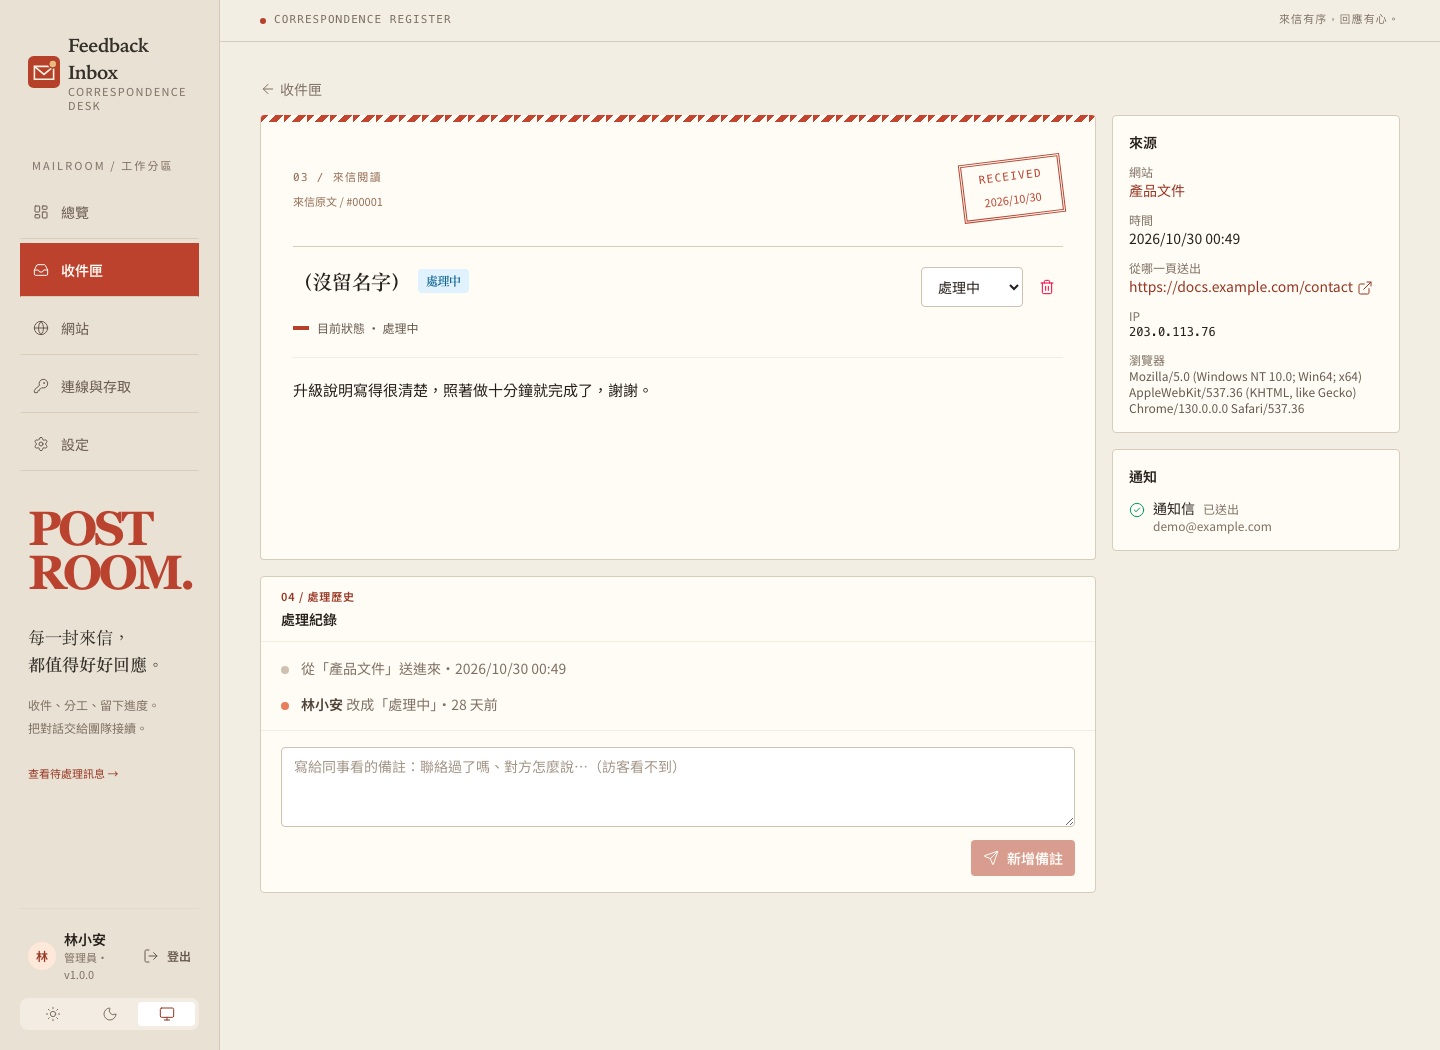 Feedback
Inbox
CORRESPONDENCE
DESK
MAILROOM / 工作分區
總覽
收件匣
網站
連線與存取
設定
POST
ROOM.
每一封來信，
都值得好好回應。
收件、分工、留下進度。
把對話交給團隊接續。
查看待處理訊息 →
林
林小安
管理員・
v1.0.0
登出
CORRESPONDENCE REGISTER
來信有序，回應有心。
← 收件匣
03 / 來信閱讀
來信原文 / #00001
RECEIVED
2026/10/30
（沒留名字）
處理中
處理中
目前狀態 ・ 處理中
升級說明寫得很清楚，照著做十分鐘就完成了，謝謝。
04 / 處理歷史
處理紀錄
從「產品文件」送進來・2026/10/30 00:49
林小安 改成「處理中」・28 天前
寫給同事看的備註：聯絡過了嗎、對方怎麼說…（訪客看不到）
新增備註
來源
網站
產品文件
時間
2026/10/30 00:49
從哪一頁送出
https://docs.example.com/contact
IP
203.0.113.76
瀏覽器
Mozilla/5.0 (Windows NT 10.0; Win64; x64)
AppleWebKit/537.36 (KHTML, like Gecko)
Chrome/130.0.0.0 Safari/537.36
通知
通知信 已送出
demo@example.com